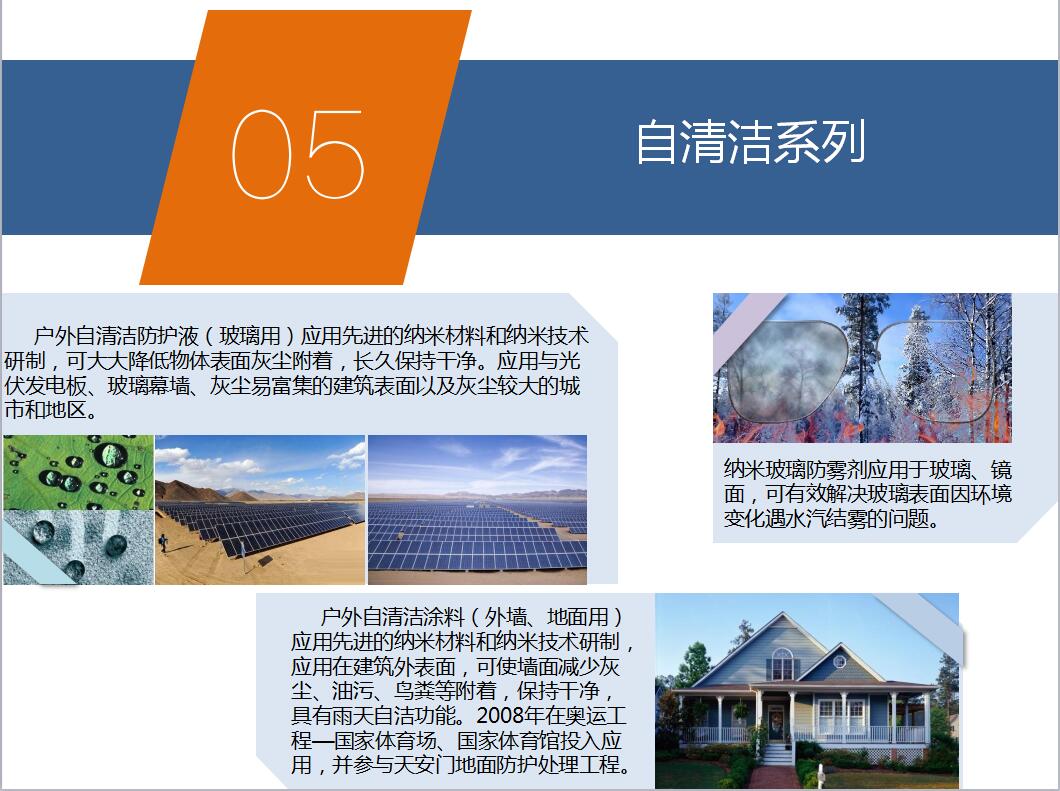 05
自清洁系列
户外自清洁防护液（玻璃用）应用先进的纳米材料和纳米技术
研制，可大大降低物体表面灰尘附着，长久保持干净。应用与光
伏发电板、玻璃幕墙、灰尘易富集的建筑表面以及灰尘较大的城
市和地区。
纳米玻璃防雾剂应用于玻璃、镜
面，可有效解决玻璃表面因环境
变化遇水汽结雾的问题。
户外自清洁涂料（外墙、地面用）
应用先进的纳米材料和纳米技术研制，
应用在建筑外表面，可使墙面减少灰
尘、油污、鸟粪等附着，保持干净，
具有雨天自洁功能。2008年在奥运工
程—国家体育场、国家体育馆投入应
用，并参与天安门地面防护处理工程。